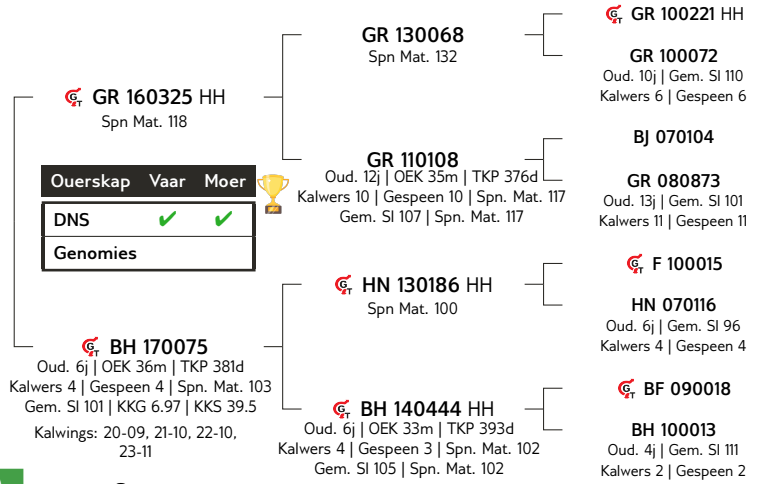 GR 160325 HH
Spn Mat. 118
Ouerskap Vaar Moer
DNS ✔ ✔
Genomies
BH 170075
Oud. 6j | OEK 36m | TKP 381d
Kalwers 4 | Gespeen 4 | Spn. Mat. 103
Gem. SI 101 | KKG 6.97 | KKS 39.5
Kalwings: 20-09, 21-10, 22-10,
23-11
GR 130068
Spn Mat. 132
GR 110108
Oud. 12j | OEK 35m | TKP 376d
Kalwers 10 | Gespeen 10 | Spn. Mat. 117
Gem. SI 107 | Spn. Mat. 117
HN 130186 HH
Spn Mat. 100
BH 140444 HH
Oud. 6j | OEK 33m | TKP 393d
Kalwers 4 | Gespeen 3 | Spn. Mat. 102
Gem. SI 105 | Spn. Mat. 102
GR 100221 HH
GR 100072
Oud. 10j | Gem. SI 110
Kalwers 6 | Gespeen 6
BJ 070104
GR 080873
Oud. 13j | Gem. SI 101
Kalwers 11 | Gespeen 11
F 100015
HN 070116
Oud. 6j | Gem. SI 96
Kalwers 4 | Gespeen 4
BF 090018
BH 100013
Oud. 4j | Gem. SI 111
Kalwers 2 | Gespeen 2